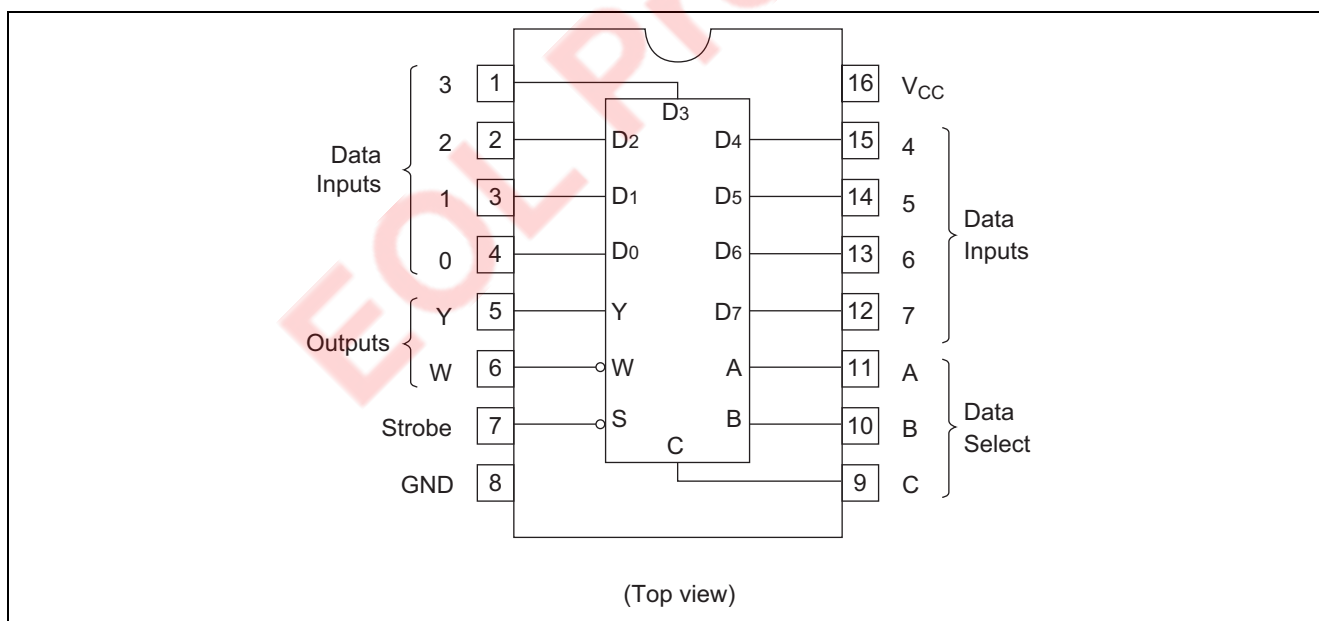 EOL Pr
3 1
2 2
Data Inputs
1 3
0 4
Y 5
Outputs
W 6
Strobe 7
GND 8
D3
D2 D4
D1 D5
D0 D6
Y D7
W A
S B
C
16 VCC
15 4
14 5
Data Inputs
13 6
12 7
11 A
10 B
Data Select
9 C
(Top view)